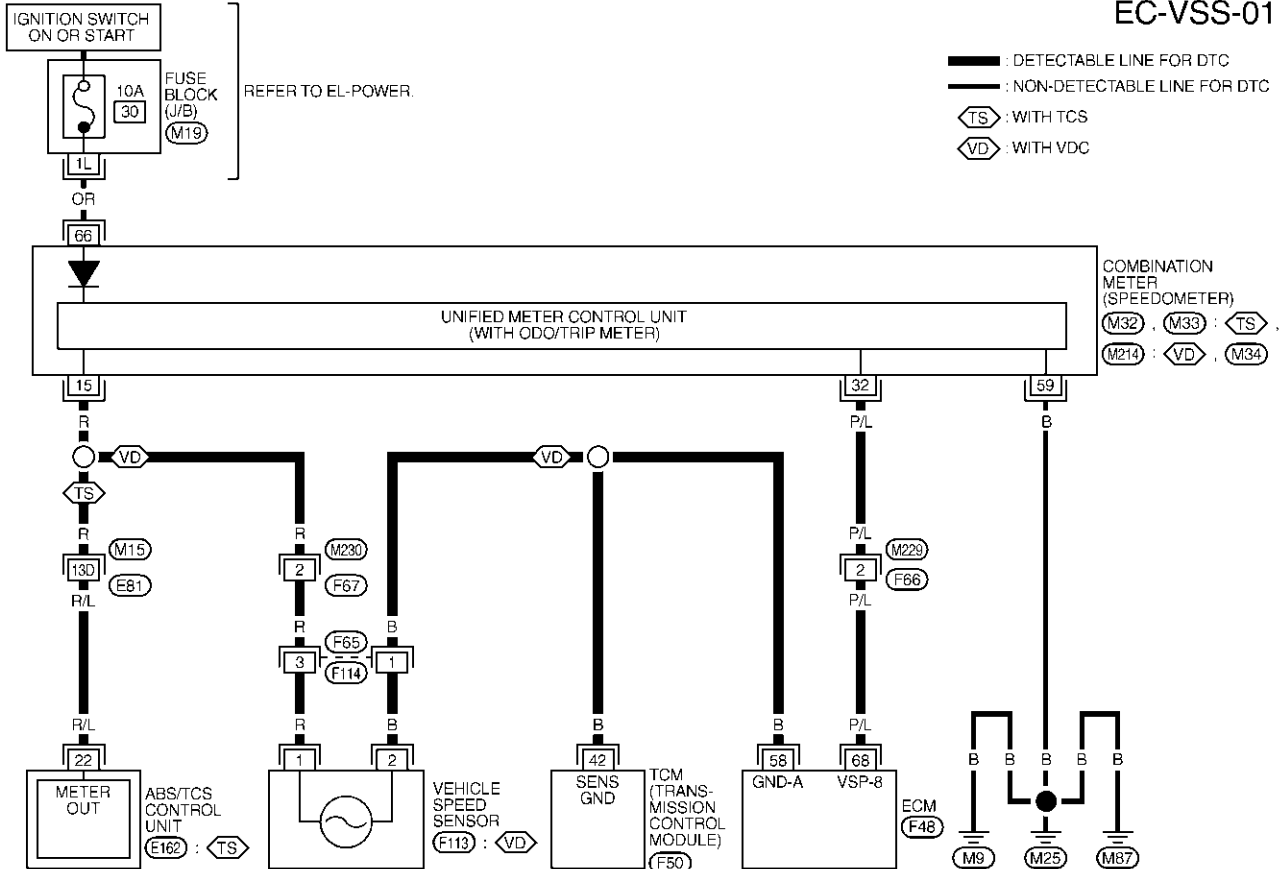 EC-VSS-01
IGNITION SWITCH
ON OR START
FUSE
BLOCK
(J/B)
M19
10A
30
REFER TO EL-POWER.
: DETECTABLE LINE FOR DTC
: NON-DETECTABLE LINE FOR DTC
TS : WITH TCS
VD : WITH VDC
1L
OR
66
UNIFIED METER CONTROL UNIT
(WITH ODO/TRIP METER)
COMBINATION
METER
(SPEEDOMETER)
M32 , M33 : TS ,
M214 : VD , M34
15
32
59
R
P/L
B
VD
VD
TS
R
R
P/L
M15
13D
E81
M230
2
F67
M229
2
F66
R/L
R
B
P/L
3
F65
F114
1
R/L
R
B
B
B
P/L
B
B
B
B
B
22
1
2
42
58
68
METER
OUT
ABS/TCS
CONTROL
UNIT
E162 : TS
VEHICLE
SPEED
SENSOR
F113 : VD
SENS
GND
TCM
(TRANS-
MISSION
CONTROL
MODULE)
F50
GND-A
VSP-8
ECM
F48
M9
M25
M87